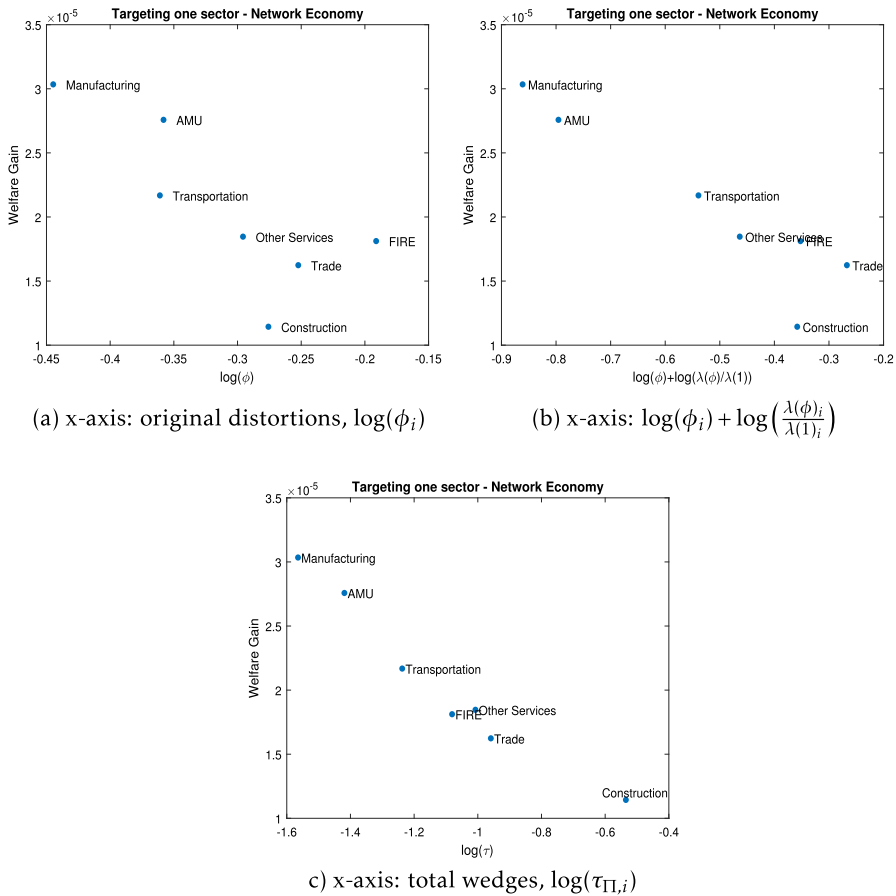 Targeting one sector - Network Economy
×10⁻⁵
3.5
3
2.5
2
1.5
1
Welfare Gain
Manufacturing
AMU
Transportation
Other Services
FIRE
Trade
Construction
-0.45 -0.4 -0.35 -0.3 -0.25 -0.2 -0.15
log(ϕ)
(a) x-axis: original distortions, log(ϕᵢ)
Targeting one sector - Network Economy
×10⁻⁵
3.5
3
2.5
2
1.5
1
Welfare Gain
Manufacturing
AMU
Transportation
Other Services
FIRE
Trade
Construction
-0.9 -0.8 -0.7 -0.6 -0.5 -0.4 -0.3 -0.2
log(ϕ)+log(λ(ϕ)/λ(1))
(b) x-axis: log(ϕᵢ) + log(λ(ϕ)ᵢ/λ(1)ᵢ)
Targeting one sector - Network Economy
×10⁻⁵
3.5
3
2.5
2
1.5
1
Welfare Gain
Manufacturing
AMU
Transportation
FIRE
Other Services
Trade
Construction
-1.6 -1.4 -1.2 -1 -0.8 -0.6 -0.4
log(τ)
c) x-axis: total wedges, log(τ_Π,i)